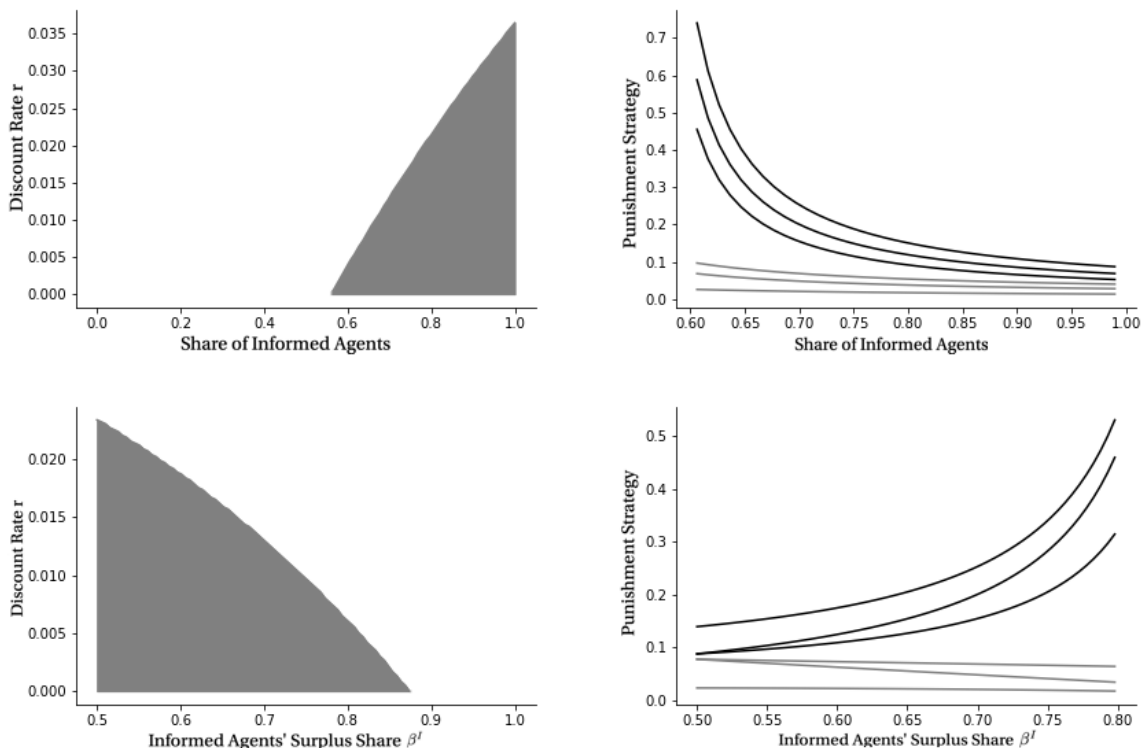 Discount Rate r
0.035
0.030
0.025
0.020
0.015
0.010
0.005
0.000
0.0 0.2 0.4 0.6 0.8 1.0
Share of Informed Agents
Punishment Strategy
0.7
0.6
0.5
0.4
0.3
0.2
0.1
0.0
0.60 0.65 0.70 0.75 0.80 0.85 0.90 0.95 1.00
Share of Informed Agents
Discount Rate r
0.020
0.015
0.010
0.005
0.000
0.5 0.6 0.7 0.8 0.9 1.0
Informed Agents' Surplus Share β^I
Punishment Strategy
0.5
0.4
0.3
0.2
0.1
0.0
0.50 0.55 0.60 0.65 0.70 0.75 0.80
Informed Agents' Surplus Share β^I